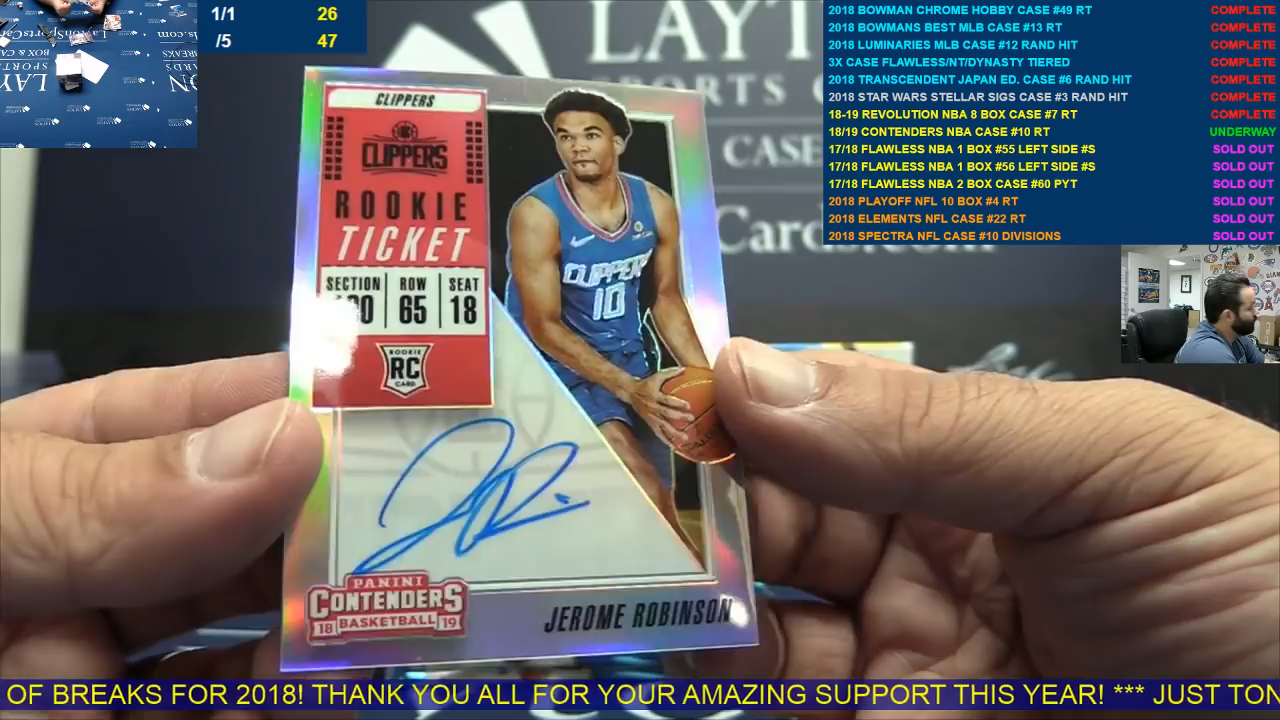 1/1 26
/5 47
2018 BOWMAN CHROME HOBBY CASE #49 RT COMPLETE
2018 BOWMANS BEST MLB CASE #13 RT COMPLETE
2018 LUMINARIES MLB CASE #12 RAND HIT COMPLETE
3X CASE FLAWLESS/NT/DYNASTY TIERED COMPLETE
2018 TRANSCENDENT JAPAN ED. CASE #6 RAND HIT COMPLETE
2018 STAR WARS STELLAR SIGS CASE #3 RAND HIT COMPLETE
18-19 REVOLUTION NBA 8 BOX CASE #7 RT COMPLETE
18/19 CONTENDERS NBA CASE #10 RT UNDERWAY
17/18 FLAWLESS NBA 1 BOX #55 LEFT SIDE #S SOLD OUT
17/18 FLAWLESS NBA 1 BOX #56 LEFT SIDE #S SOLD OUT
17/18 FLAWLESS NBA 2 BOX CASE #60 PYT SOLD OUT
2018 PLAYOFF NFL 10 BOX #4 RT SOLD OUT
2018 ELEMENTS NFL CASE #22 RT SOLD OUT
2018 SPECTRA NFL CASE #10 DIVISIONS SOLD OUT
LAYT
SPORTS C
CASE
Cards.com
CLIPPERS
CLIPPERS
ROOKIE
TICKET
SECTION ROW SEAT
65 18
ROOKIE
RC
CARD
CLIPPERS
10
PANINI
CONTENDERS
18 BASKETBALL 19
JEROME ROBINSON
OF BREAKS FOR 2018! THANK YOU ALL FOR YOUR AMAZING SUPPORT THIS YEAR! *** JUST TON